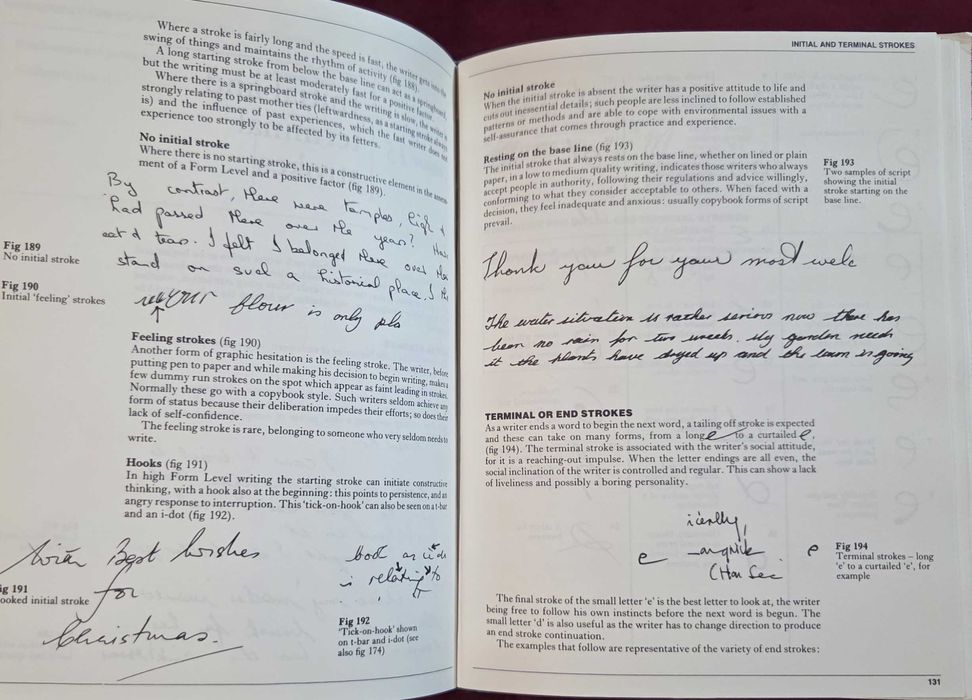 Where a stroke is fairly long and the speed is fast, the writer gets into the
swing of things and maintains the rhythm of activity (fig 188).
A long starting stroke from below the base line can act as a springboard,
but the writing must be at least moderately fast for a positive factor.
Where there is a springboard stroke and the writing is slow, the writer is
strongly relating to past mother ties (leftwardness, as a starting stroke always
is) and the influence of past experiences, which the fast writer does not
experience too strongly to be affected by its letters.
No initial stroke
Where there is no starting stroke, this is a constructive element in the
ment of a Form Level and a positive factor (fig 189).
By contrast, there were temples, high &
had passed there over the years?
and tears. I felt I belonged there over
stand on such a historical place, I
Fig 189
No initial stroke
Fig 190
Initial 'feeling' strokes
your flour is only
Feeling strokes (fig 190)
Another form of graphic hesitation is the feeling stroke. The writer, before
putting pen to paper and while making his decision to begin writing, makes a
few dummy run strokes on the spot which appear as faint leading in strokes.
Normally these go with a copybook style. Such writers seldom achieve any
form of status because their deliberation impedes their efforts; so does their
lack of self-confidence.
The feeling stroke is rare, belonging to someone who very seldom needs to
write.
Hooks (fig 191)
In high Form Level writing the starting stroke can initiate constructive
thinking, with a hook also at the beginning: this points to persistence, and an
angry response to interruption. This 'tick-on-hook' can also be seen on a t-bar
and an i-dot (fig 192).
With Best wishes
for
Christmas.
ig 191
ooked initial stroke
is relating to
Fig 192
'Tick-on-hook' shown
on t-bar and i-dot (see
also fig 174)
INITIAL AND TERMINAL STROKES
No initial stroke
When the initial stroke is absent the writer has a positive attitude to life and
cuts out inessential details; such people are less inclined to follow established
patterns or methods and are able to cope with environmental issues with a
self-assurance that comes through practice and experience.
Resting on the base line (fig 193)
The initial stroke that always rests on the base line, whether on lined or plain
paper, in a low to medium quality writing, indicates those writers who always
accept people in authority, following their regulations and advice willingly,
conforming to what they consider acceptable to others. When faced with a
decision, they feel inadequate and anxious: usually copybook forms of script
prevail.
Fig 193
Two samples of script
showing the initial
stroke starting on the
base line.
Thank you for your most welc
The water situation is rather serious now there has
been no rain for two weeks. My garden needs
it the plants have dryed up and the lawn is going
TERMINAL OR END STROKES
As a writer ends a word to begin the next word, a tailing off stroke is expected
and these can take on many forms, from a long e to a curtailed e,
(fig 194). The terminal stroke is associated with the writer's social attitude,
for it is a reaching-out impulse. When the letter endings are all even, the
social inclination of the writer is controlled and regular. This can show a lack
of liveliness and possibly a boring personality.
e e
Fig 194
Terminal strokes – long
'e' to a curtailed 'e', for
example
The final stroke of the small letter 'e' is the best letter to look at, the writer
being free to follow his own instincts before the next word is begun. The
small letter 'd' is also useful as the writer has to change direction to produce
an end stroke continuation.
The examples that follow are representative of the variety of end strokes:
131